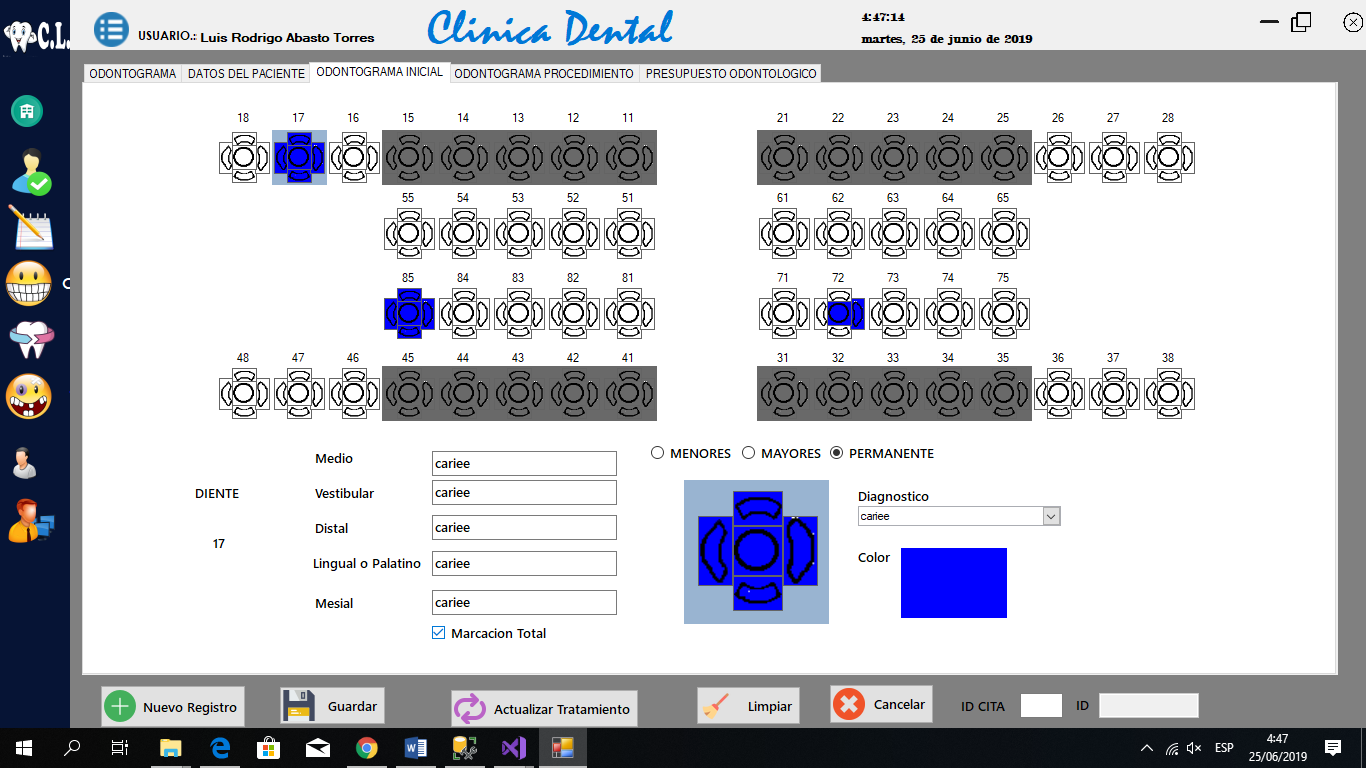 C.L.
USUARIO.: Luis Rodrigo Abasto Torres
Clinica Dental
4:47:14
martes, 25 de junio de 2019
ODONTOGRAMA DATOS DEL PACIENTE ODONTOGRAMA INICIAL ODONTOGRAMA PROCEDIMIENTO PRESUPUESTO ODONTOLOGICO
18 17 16 15 14 13 12 11 21 22 23 24 25 26 27 28
55 54 53 52 51 61 62 63 64 65
85 84 83 82 81 71 72 73 74 75
48 47 46 45 44 43 42 41 31 32 33 34 35 36 37 38
MENORES MAYORES PERMANENTE
Medio cariee
DIENTE
Vestibular cariee
Distal cariee
17
Lingual o Palatino cariee
Mesial cariee
Marcacion Total
Diagnostico
cariee
Color
Nuevo Registro Guardar Actualizar Tratamiento Limpiar Cancelar ID CITA ID
ESP
4:47
25/06/2019